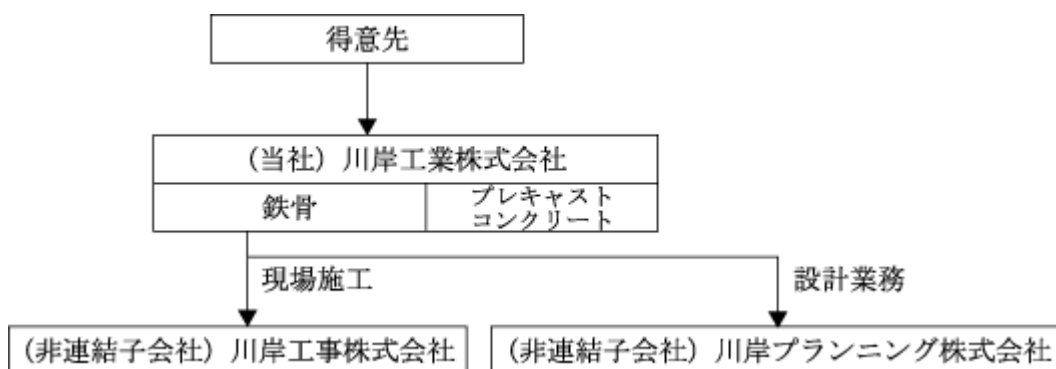 得意先
(当社)川岸工業株式会社
鉄骨
プレキャスト
コンクリート
現場施工
設計業務
(非連結子会社)川岸工事株式会社
(非連結子会社)川岸プランニング株式会社